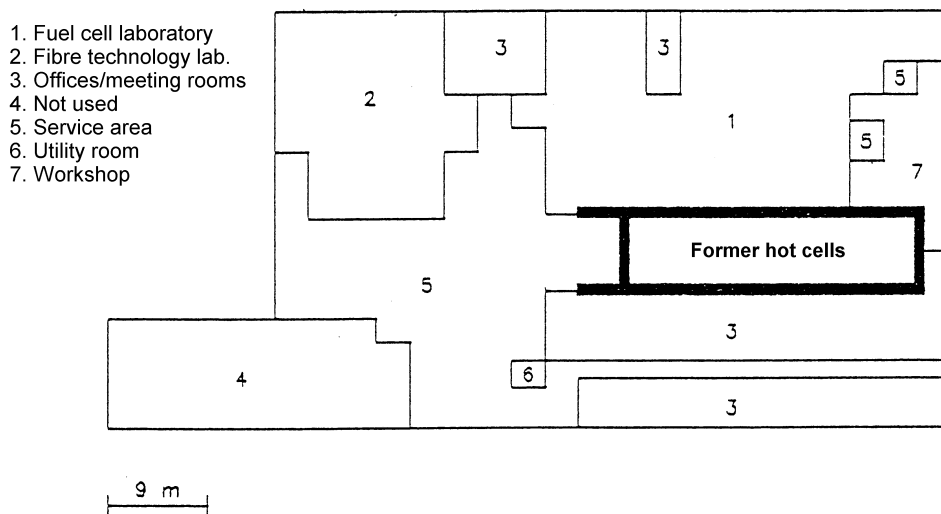 1. Fuel cell laboratory
2. Fibre technology lab.
3. Offices/meeting rooms
4. Not used
5. Service area
6. Utility room
7. Workshop
3
3
2
1
5
5
7
Former hot cells
5
3
4
6
3
9 m